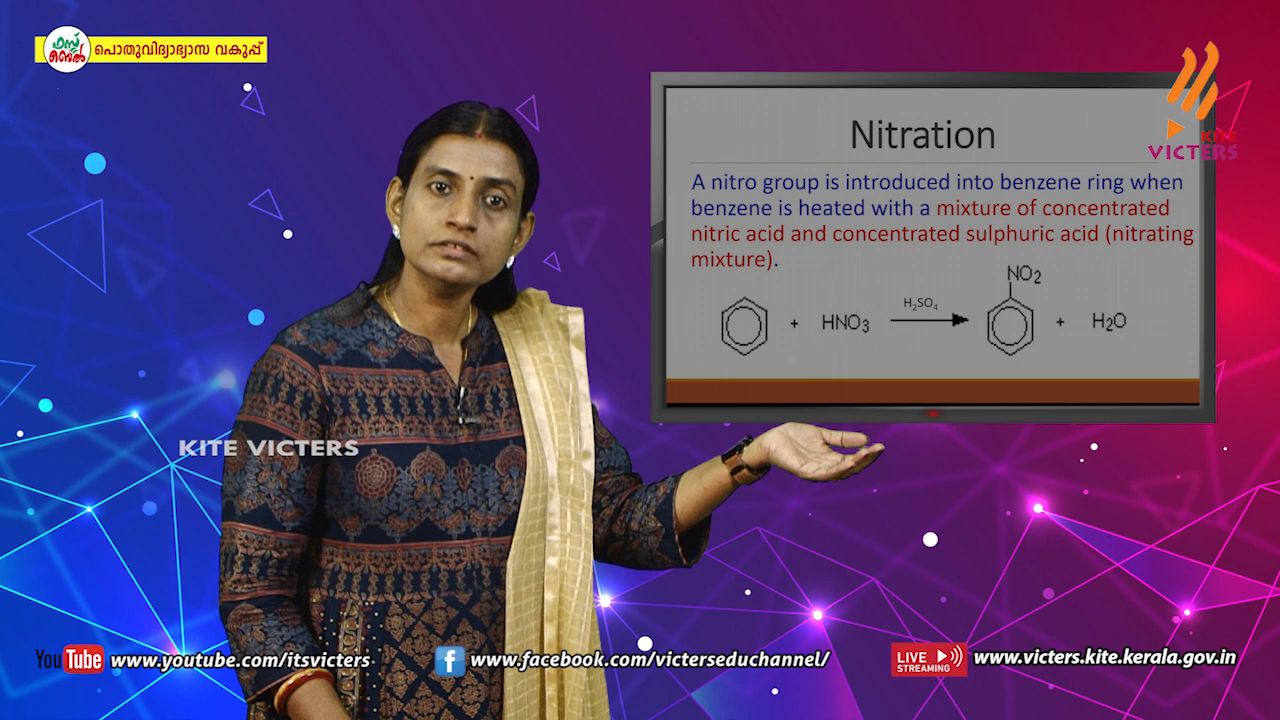 ഫസ്റ്റ്
ബെൽ
പൊതുവിദ്യാഭ്യാസ വകുപ്പ്
KITE
VICTERS
Nitration
A nitro group is introduced into benzene ring when
benzene is heated with a mixture of concentrated
nitric acid and concentrated sulphuric acid (nitrating
mixture).
NO2
H2SO4
+ HNO3 + H2O
KITE VICTERS
YouTube www.youtube.com/itsvicters
f www.facebook.com/victerseduchannel/
LIVE
STREAMING
www.victers.kite.kerala.gov.in